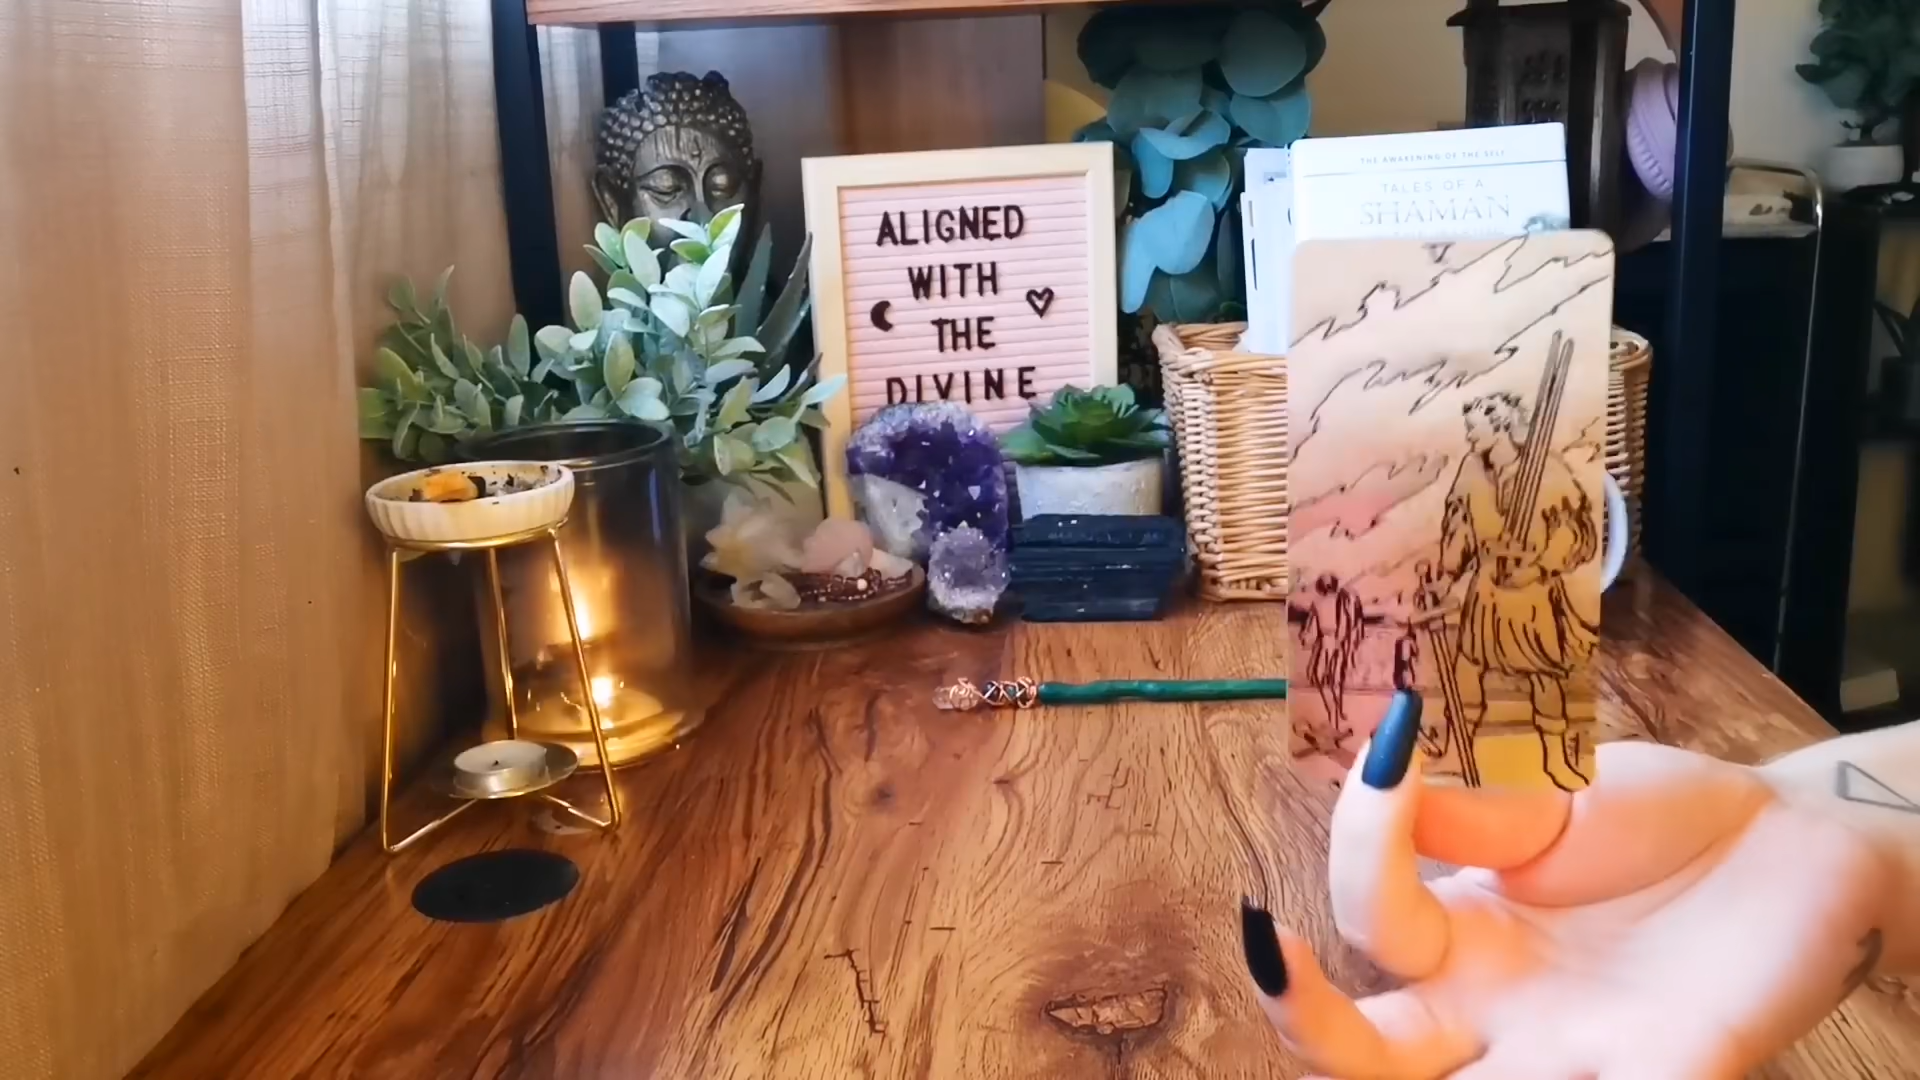 ALIGNED
WITH
THE
DIVINE
THE AWAKENING OF THE SELF
TALES OF A
SHAMAN